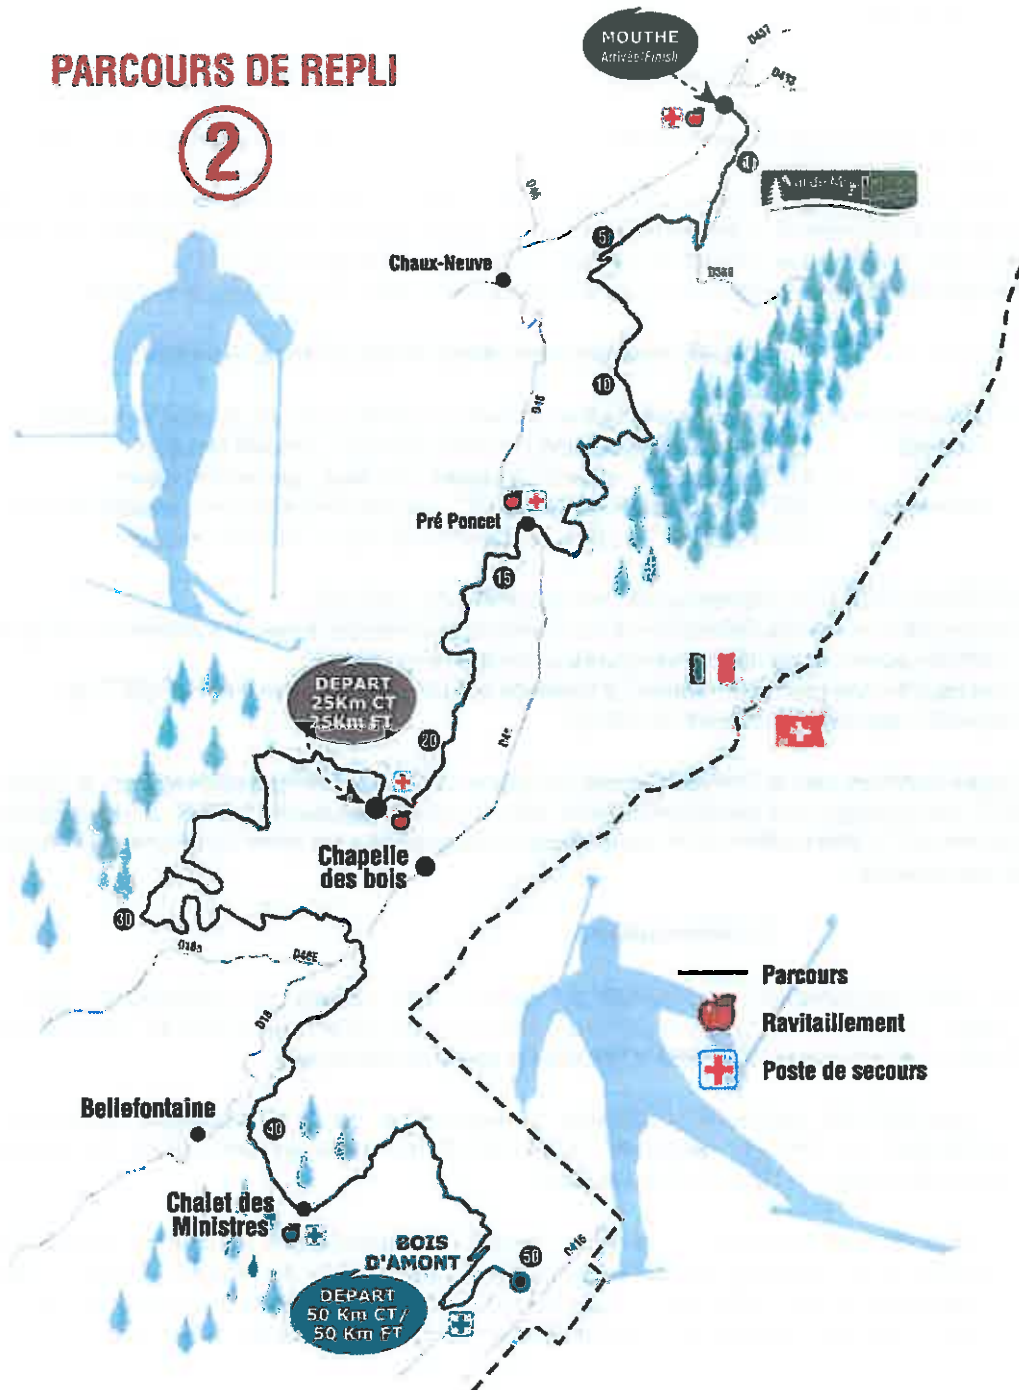 PARCOURS DE REPLI
2
MOUTHE
Arrivée/Finish
D437
D413
D46
5
Chaux-Neuve
10
D46
Pré Poncet
15
DEPART
25Km CT
25Km FT
20
D46
Chapelle
des bois
30
D18a
D46E
D18
Parcours
Ravitaillement
Poste de secours
Bellefontaine
40
Chalet des
Ministres
BOIS
D'AMONT
50
D415
DEPART
50 Km CT/
50 Km FT